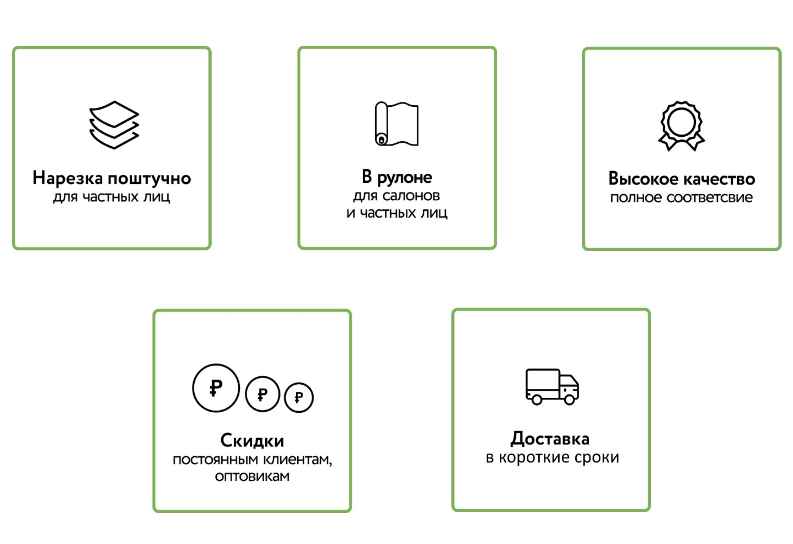 Нарезка поштучно
для частных лиц
В рулоне
для салонов
и частных лиц
Высокое качество
полное соответсвие
₽ ₽ ₽
Скидки
постоянным клиентам,
оптовикам
Доставка
в короткие сроки